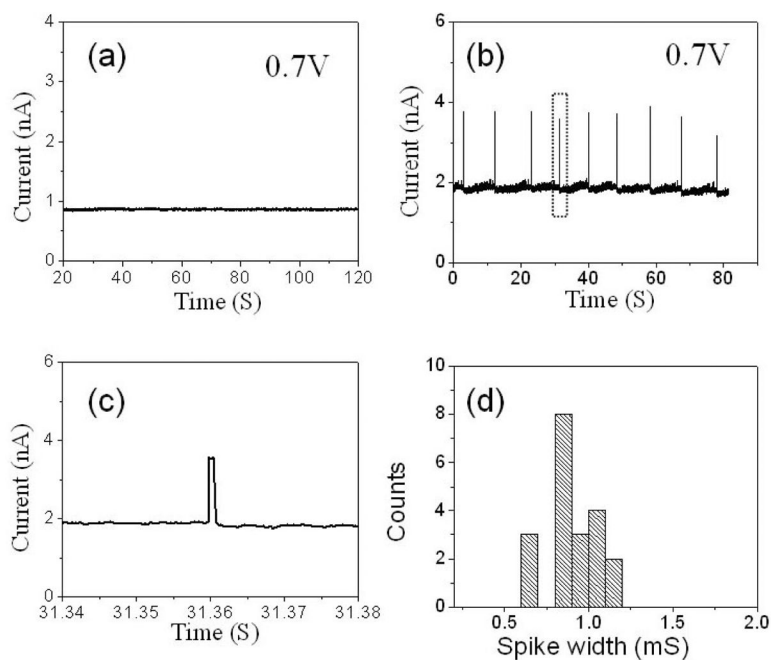 (a)
0.7V
Current (nA)
4
3
2
1
0
20 40 60 80 100 120
Time (S)
(b)
0.7V
Current (nA)
6
4
2
0
0 20 40 60 80
Time (S)
(c)
Current (nA)
6
4
2
0
31.34 31.35 31.36 31.37 31.38
Time (S)
(d)
Counts
10
8
6
4
2
0
0.5 1.0 1.5 2.0
Spike width (mS)